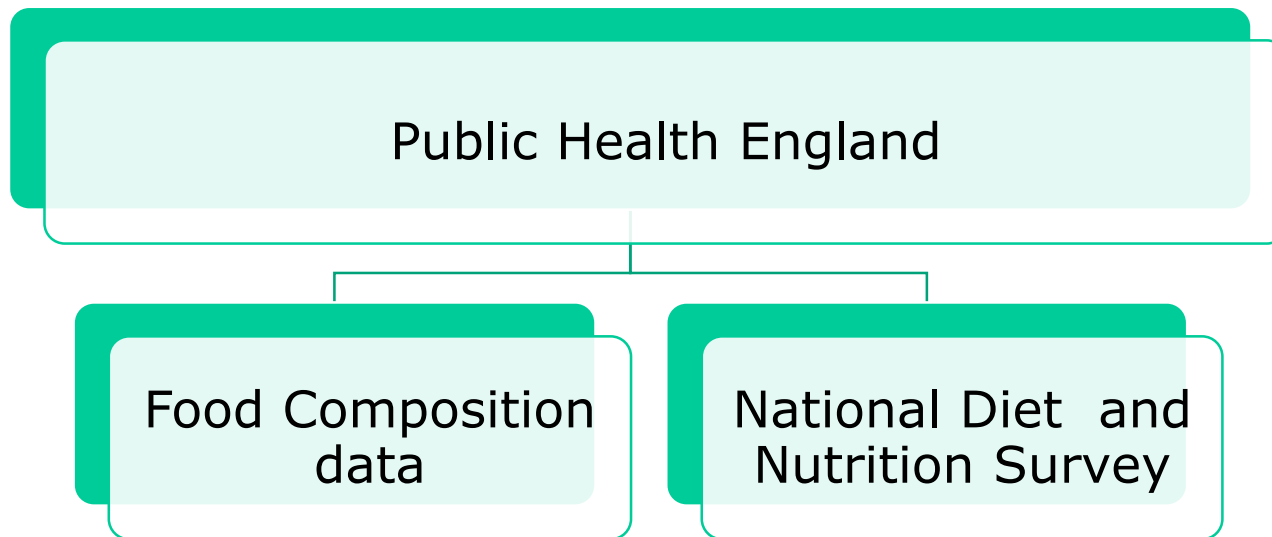 Public Health England
Food Composition
data
National Diet  and
Nutrition Survey